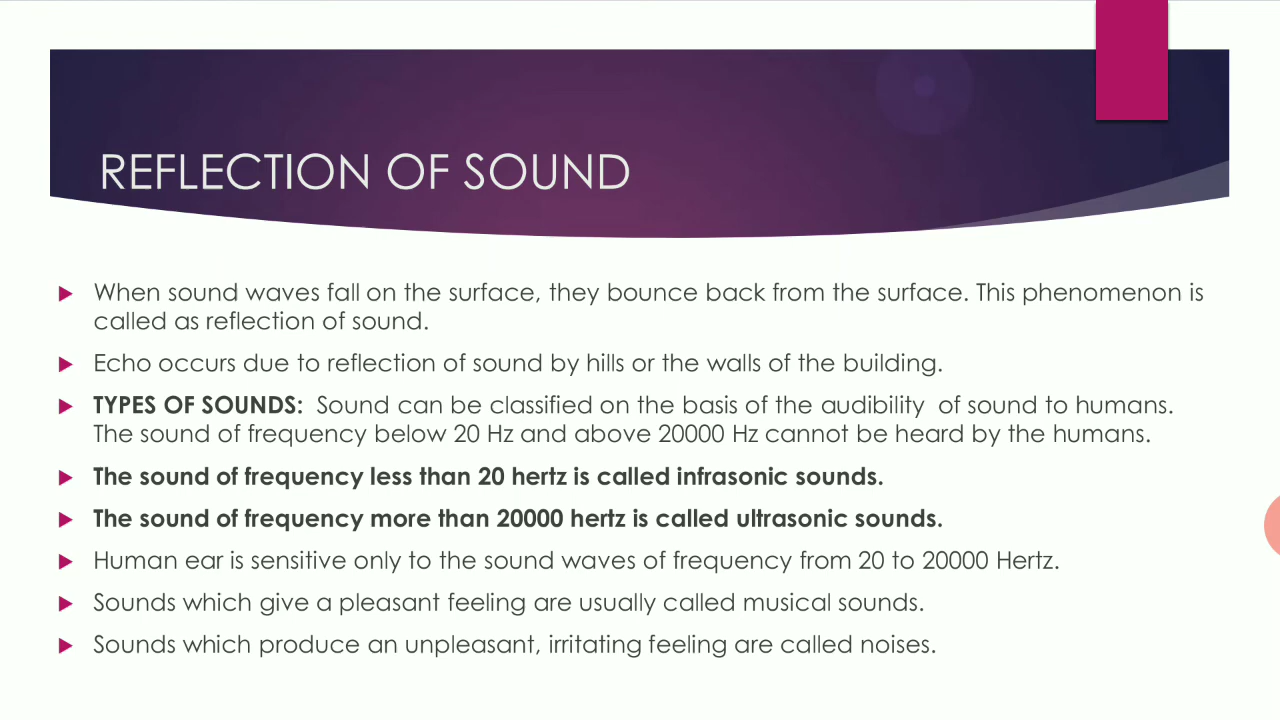 REFLECTION OF SOUND
When sound waves fall on the surface, they bounce back from the surface. This phenomenon is
called as reflection of sound.
Echo occurs due to reflection of sound by hills or the walls of the building.
TYPES OF SOUNDS:  Sound can be classified on the basis of the audibility  of sound to humans.
The sound of frequency below 20 Hz and above 20000 Hz cannot be heard by the humans.
The sound of frequency less than 20 hertz is called infrasonic sounds.
The sound of frequency more than 20000 hertz is called ultrasonic sounds.
Human ear is sensitive only to the sound waves of frequency from 20 to 20000 Hertz.
Sounds which give a pleasant feeling are usually called musical sounds.
Sounds which produce an unpleasant, irritating feeling are called noises.